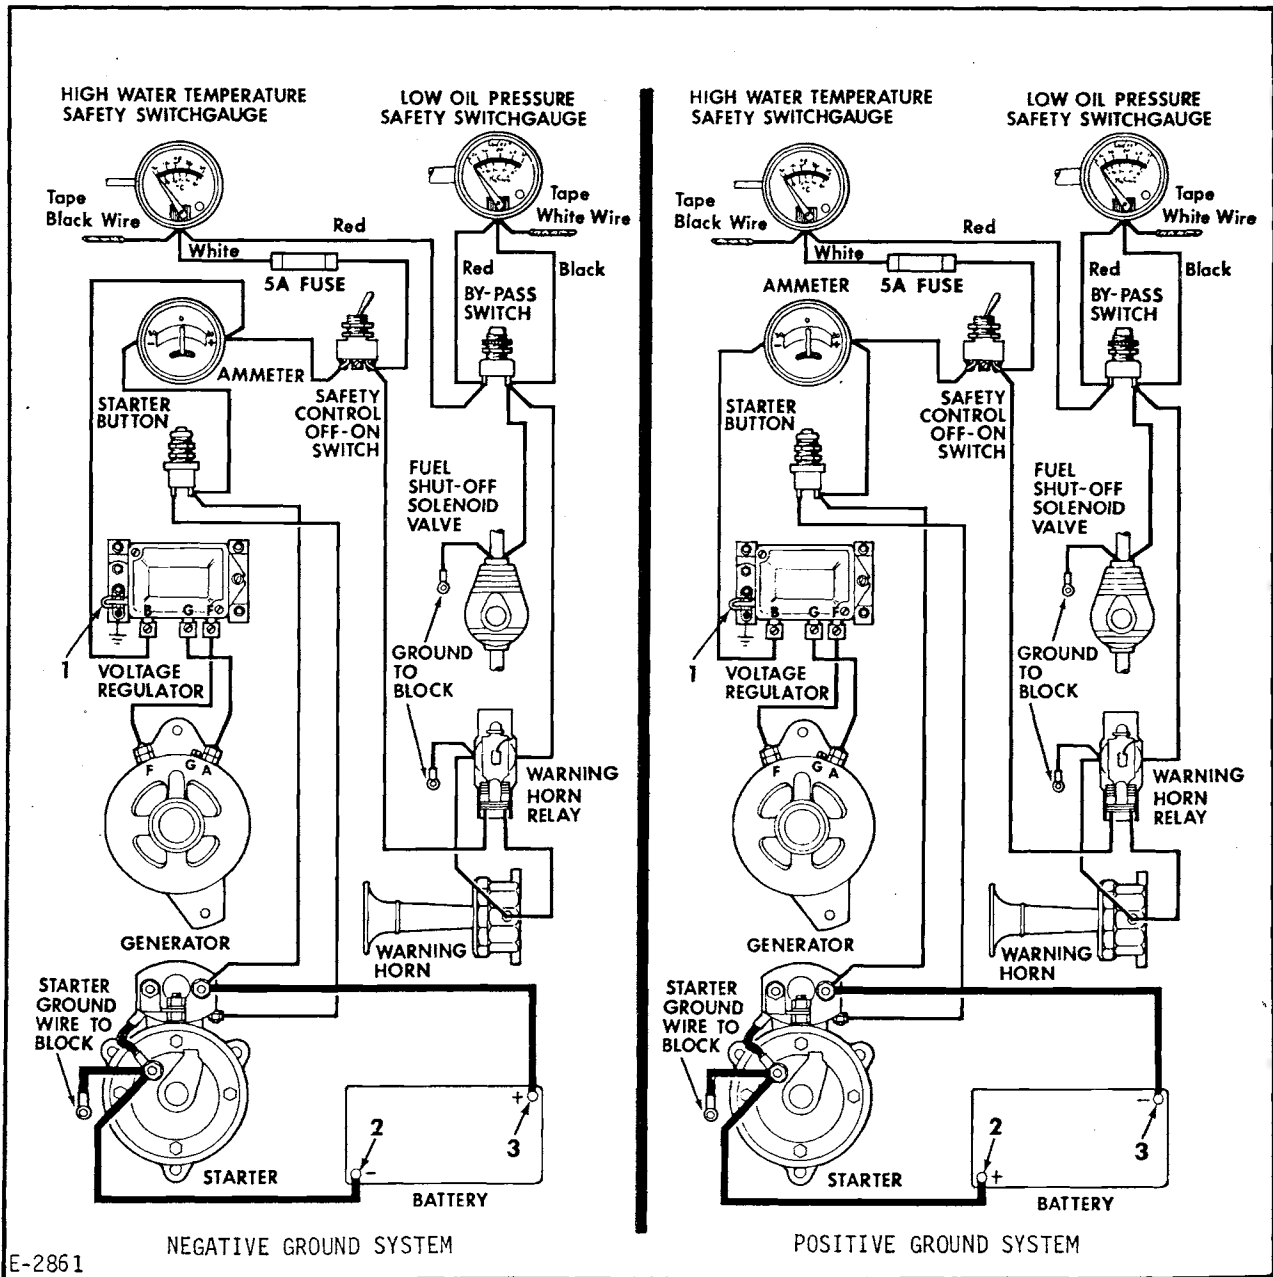 HIGH WATER TEMPERATURE
SAFETY SWITCHGAUGE
LOW OIL PRESSURE
SAFETY SWITCHGAUGE
Tape
Black Wire
Red
Tape
White Wire
White
5A FUSE
Red
Black
BY-PASS
SWITCH
AMMETER
STARTER
BUTTON
SAFETY
CONTROL
OFF-ON
SWITCH
FUEL
SHUT-OFF
SOLENOID
VALVE
B G F
1
VOLTAGE
REGULATOR
GROUND
TO
BLOCK
F G A
WARNING
HORN
RELAY
GENERATOR
WARNING
HORN
STARTER
GROUND
WIRE TO
BLOCK
+
3
2
-
STARTER
BATTERY
NEGATIVE GROUND SYSTEM
E-2861
HIGH WATER TEMPERATURE
SAFETY SWITCHGAUGE
LOW OIL PRESSURE
SAFETY SWITCHGAUGE
Tape
Black Wire
Red
Tape
White Wire
White
AMMETER
5A FUSE
Red
Black
BY-PASS
SWITCH
STARTER
BUTTON
SAFETY
CONTROL
OFF-ON
SWITCH
FUEL
SHUT-OFF
SOLENOID
VALVE
B G F
1
VOLTAGE
REGULATOR
GROUND
TO
BLOCK
F G A
WARNING
HORN
RELAY
GENERATOR
WARNING
HORN
STARTER
GROUND
WIRE TO
BLOCK
-
3
2
+
STARTER
BATTERY
POSITIVE GROUND SYSTEM